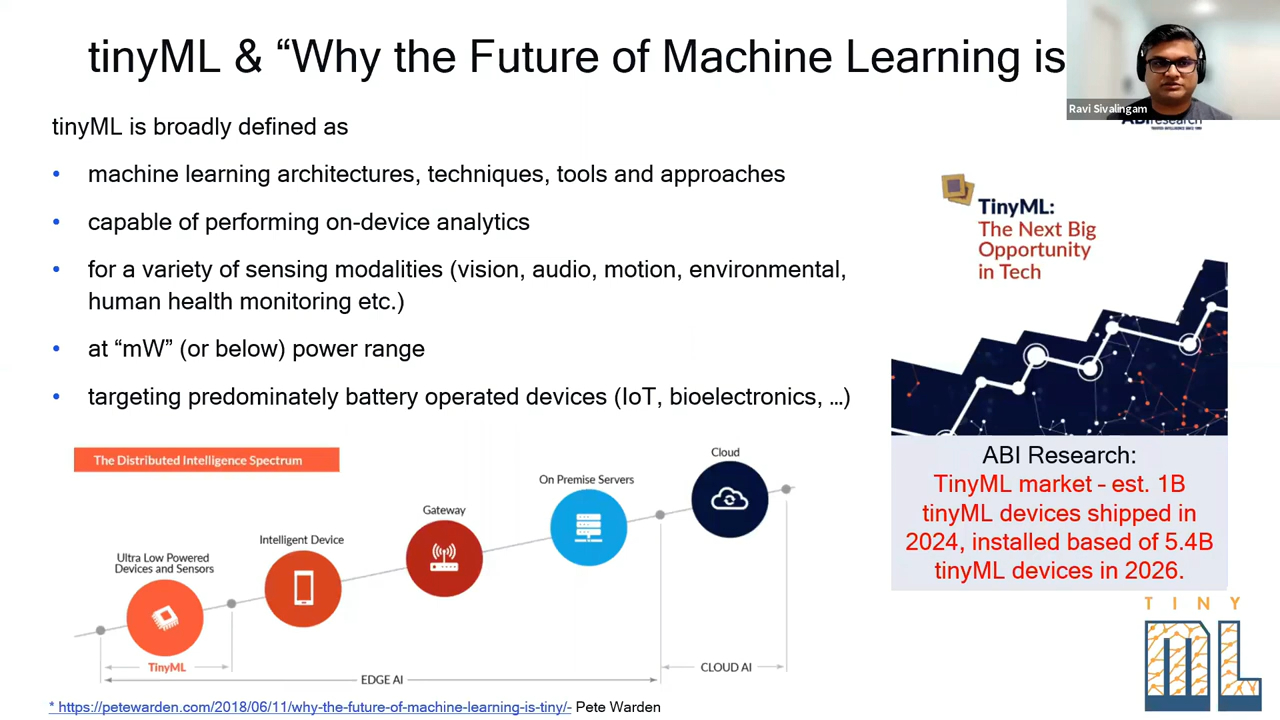 tinyML & “Why the Future of Machine Learning is
Ravi Sivalingam
tinyML is broadly defined as
• machine learning architectures, techniques, tools and approaches
• capable of performing on-device analytics
• for a variety of sensing modalities (vision, audio, motion, environmental,
human health monitoring etc.)
• at “mW” (or below) power range
• targeting predominately battery operated devices (IoT, bioelectronics, ...)
ABIresearch
TinyML:
The Next Big
Opportunity
in Tech
ABI Research:
TinyML market – est. 1B
tinyML devices shipped in
2024, installed based of 5.4B
tinyML devices in 2026.
The Distributed Intelligence Spectrum
Ultra Low Powered
Devices and Sensors
Intelligent Device
Gateway
On Premise Servers
Cloud
TinyML
EDGE AI
CLOUD AI
* https://petewarden.com/2018/06/11/why-the-future-of-machine-learning-is-tiny/- Pete Warden
TINY
ML